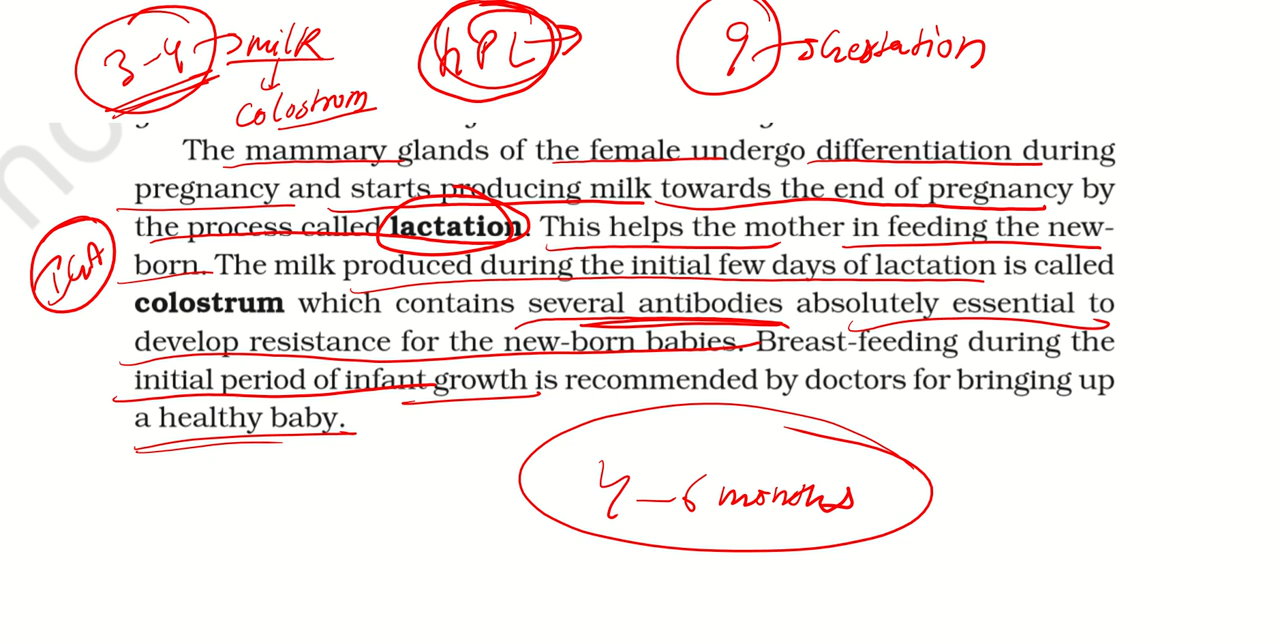 3-4 → milk
hPL →
9 → Gestation
Colostrum
The mammary glands of the female undergo differentiation during
pregnancy and starts producing milk towards the end of pregnancy by
the process called lactation. This helps the mother in feeding the new-
born. The milk produced during the initial few days of lactation is called
IgA
colostrum which contains several antibodies absolutely essential to
develop resistance for the new-born babies. Breast-feeding during the
initial period of infant growth is recommended by doctors for bringing up
a healthy baby.
4-6 months